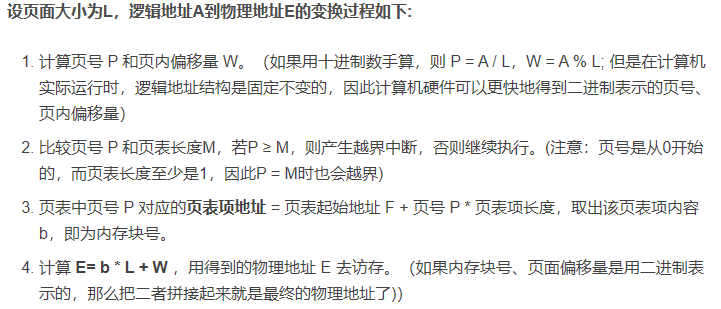 设页面大小为L，逻辑地址A到物理地址E的变换过程如下:
1. 计算页号 P 和页内偏移量 W。（如果用十进制数手算，则 P = A / L，W = A % L; 但是在计算机
实际运行时，逻辑地址结构是固定不变的，因此计算机硬件可以更快地得到二进制表示的页号、
页内偏移量）
2. 比较页号 P 和页表长度M，若P ≥ M，则产生越界中断，否则继续执行。(注意：页号是从0开始
的，而页表长度至少是1，因此P = M时也会越界)
3. 页表中页号 P 对应的页表项地址 = 页表起始地址 F + 页号 P * 页表项长度，取出该页表项内容
b，即为内存块号。
4. 计算 E= b * L + W ，用得到的物理地址 E 去访存。（如果内存块号、页面偏移量是用二进制表
示的，那么把二者拼接起来就是最终的物理地址了)）